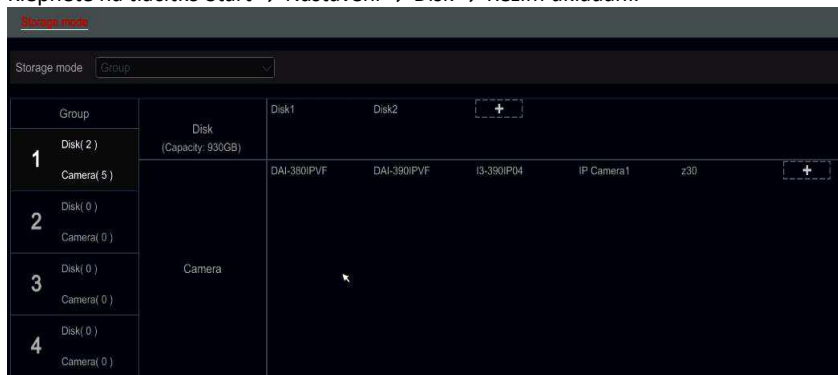 Klepněte na tlačítko Start → Nastavení → Disk → Režim ukládání.
Storage mode
Storage mode Group
Group
Disk
(Capacity: 930GB)
Disk1 Disk2 +
1
Disk( 2 )
Camera( 5 )
2
Disk( 0 )
Camera( 0 )
3
Disk( 0 )
Camera( 0 )
4
Disk( 0 )
Camera( 0 )
Camera
DAI-380IPVF DAI-390IPVF I3-390IP04 IP Camera1 z30 +